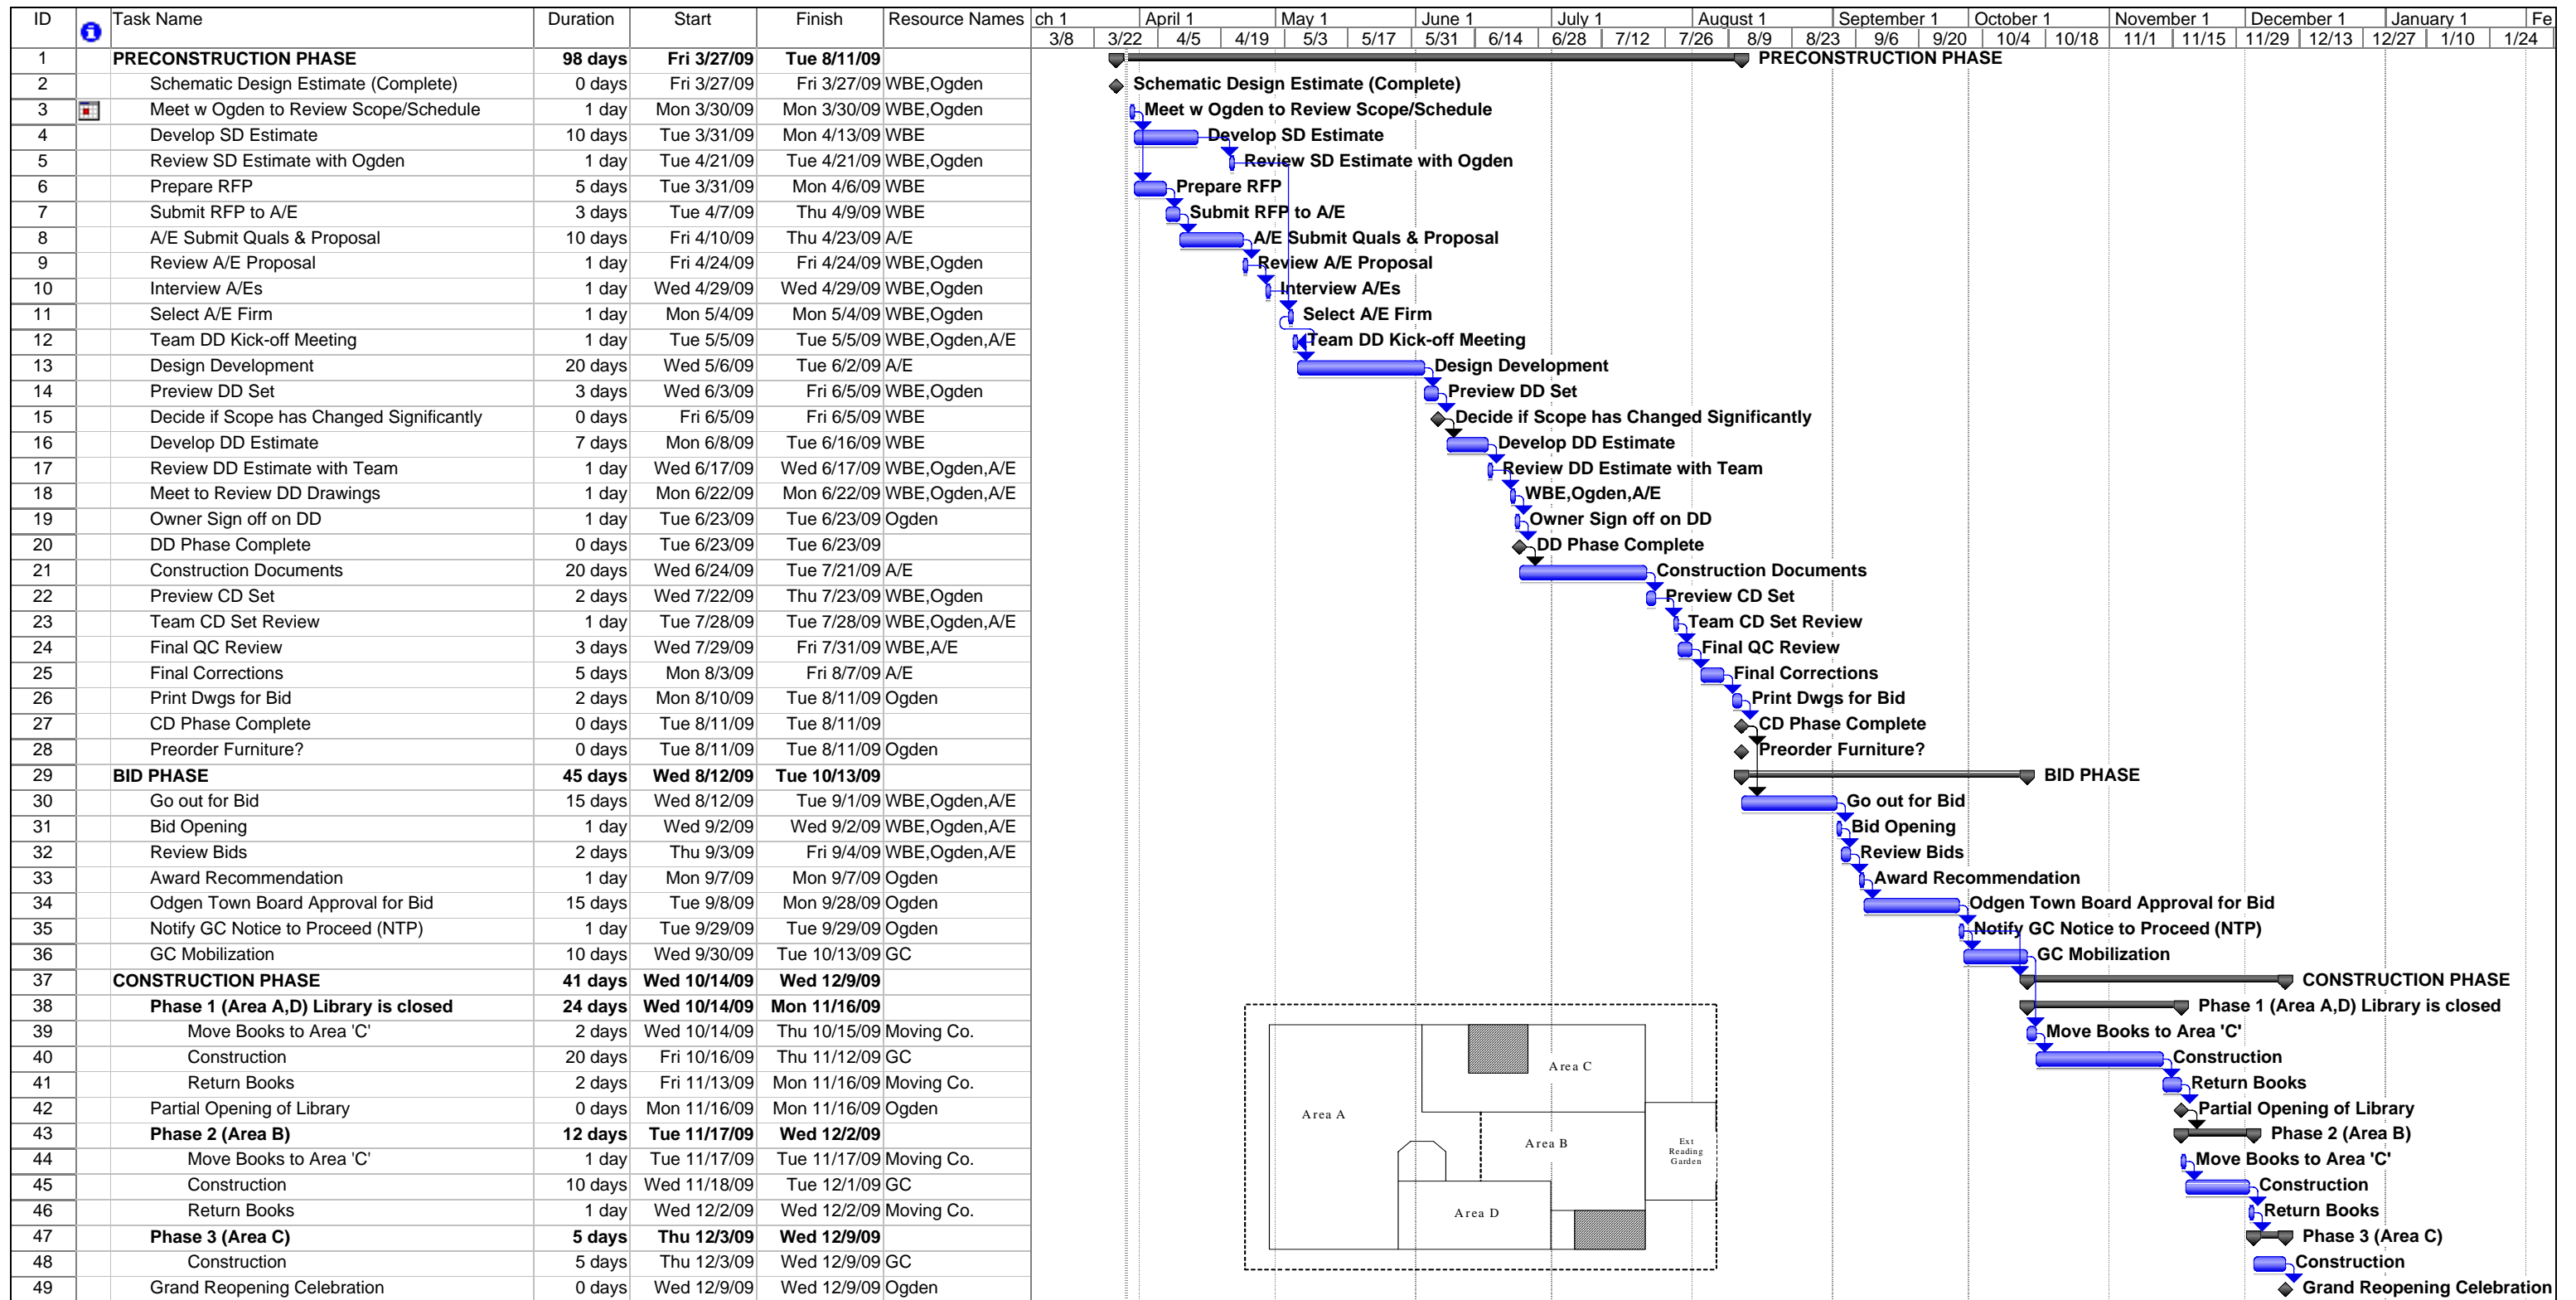 ID Task Name Duration Start Finish Resource Names ch 1 April 1 May 1 June 1 July 1 August 1 September 1 October 1 November 1 December 1 January 1 Fe
3/8 3/22 4/5 4/19 5/3 5/17 5/31 6/14 6/28 7/12 7/26 8/9 8/23 9/6 9/20 10/4 10/18 11/1 11/15 11/29 12/13 12/27 1/10 1/24
1 PRECONSTRUCTION PHASE 98 days Fri 3/27/09 Tue 8/11/09 PRECONSTRUCTION PHASE
2 Schematic Design Estimate (Complete) 0 days Fri 3/27/09 Fri 3/27/09 WBE,Ogden Schematic Design Estimate (Complete)
3 Meet w Ogden to Review Scope/Schedule 1 day Mon 3/30/09 Mon 3/30/09 WBE,Ogden Meet w Ogden to Review Scope/Schedule
4 Develop SD Estimate 10 days Tue 3/31/09 Mon 4/13/09 WBE Develop SD Estimate
5 Review SD Estimate with Ogden 1 day Tue 4/21/09 Tue 4/21/09 WBE,Ogden Review SD Estimate with Ogden
6 Prepare RFP 5 days Tue 3/31/09 Mon 4/6/09 WBE Prepare RFP
7 Submit RFP to A/E 3 days Tue 4/7/09 Thu 4/9/09 WBE Submit RFP to A/E
8 A/E Submit Quals & Proposal 10 days Fri 4/10/09 Thu 4/23/09 A/E A/E Submit Quals & Proposal
9 Review A/E Proposal 1 day Fri 4/24/09 Fri 4/24/09 WBE,Ogden Review A/E Proposal
10 Interview A/Es 1 day Wed 4/29/09 Wed 4/29/09 WBE,Ogden Interview A/Es
11 Select A/E Firm 1 day Mon 5/4/09 Mon 5/4/09 WBE,Ogden Select A/E Firm
12 Team DD Kick-off Meeting 1 day Tue 5/5/09 Tue 5/5/09 WBE,Ogden,A/E Team DD Kick-off Meeting
13 Design Development 20 days Wed 5/6/09 Tue 6/2/09 A/E Design Development
14 Preview DD Set 3 days Wed 6/3/09 Fri 6/5/09 WBE,Ogden Preview DD Set
15 Decide if Scope has Changed Significantly 0 days Fri 6/5/09 Fri 6/5/09 WBE Decide if Scope has Changed Significantly
16 Develop DD Estimate 7 days Mon 6/8/09 Tue 6/16/09 WBE Develop DD Estimate
17 Review DD Estimate with Team 1 day Wed 6/17/09 Wed 6/17/09 WBE,Ogden,A/E Review DD Estimate with Team
18 Meet to Review DD Drawings 1 day Mon 6/22/09 Mon 6/22/09 WBE,Ogden,A/E WBE,Ogden,A/E
19 Owner Sign off on DD 1 day Tue 6/23/09 Tue 6/23/09 Ogden Owner Sign off on DD
20 DD Phase Complete 0 days Tue 6/23/09 Tue 6/23/09 DD Phase Complete
21 Construction Documents 20 days Wed 6/24/09 Tue 7/21/09 A/E Construction Documents
22 Preview CD Set 2 days Wed 7/22/09 Thu 7/23/09 WBE,Ogden Preview CD Set
23 Team CD Set Review 1 day Tue 7/28/09 Tue 7/28/09 WBE,Ogden,A/E Team CD Set Review
24 Final QC Review 3 days Wed 7/29/09 Fri 7/31/09 WBE,A/E Final QC Review
25 Final Corrections 5 days Mon 8/3/09 Fri 8/7/09 A/E Final Corrections
26 Print Dwgs for Bid 2 days Mon 8/10/09 Tue 8/11/09 Ogden Print Dwgs for Bid
27 CD Phase Complete 0 days Tue 8/11/09 Tue 8/11/09 CD Phase Complete
28 Preorder Furniture? 0 days Tue 8/11/09 Tue 8/11/09 Ogden Preorder Furniture?
29 BID PHASE 45 days Wed 8/12/09 Tue 10/13/09 BID PHASE
30 Go out for Bid 15 days Wed 8/12/09 Tue 9/1/09 WBE,Ogden,A/E Go out for Bid
31 Bid Opening 1 day Wed 9/2/09 Wed 9/2/09 WBE,Ogden,A/E Bid Opening
32 Review Bids 2 days Thu 9/3/09 Fri 9/4/09 WBE,Ogden,A/E Review Bids
33 Award Recommendation 1 day Mon 9/7/09 Mon 9/7/09 Ogden Award Recommendation
34 Odgen Town Board Approval for Bid 15 days Tue 9/8/09 Mon 9/28/09 Ogden Odgen Town Board Approval for Bid
35 Notify GC Notice to Proceed (NTP) 1 day Tue 9/29/09 Tue 9/29/09 Ogden Notify GC Notice to Proceed (NTP)
36 GC Mobilization 10 days Wed 9/30/09 Tue 10/13/09 GC GC Mobilization
37 CONSTRUCTION PHASE 41 days Wed 10/14/09 Wed 12/9/09 CONSTRUCTION PHASE
38 Phase 1 (Area A,D) Library is closed 24 days Wed 10/14/09 Mon 11/16/09 Phase 1 (Area A,D) Library is closed
39 Move Books to Area 'C' 2 days Wed 10/14/09 Thu 10/15/09 Moving Co. Move Books to Area 'C'
40 Construction 20 days Fri 10/16/09 Thu 11/12/09 GC Construction
41 Return Books 2 days Fri 11/13/09 Mon 11/16/09 Moving Co. Return Books
42 Partial Opening of Library 0 days Mon 11/16/09 Mon 11/16/09 Ogden Partial Opening of Library
43 Phase 2 (Area B) 12 days Tue 11/17/09 Wed 12/2/09 Phase 2 (Area B)
44 Move Books to Area 'C' 1 day Tue 11/17/09 Tue 11/17/09 Moving Co. Move Books to Area 'C'
45 Construction 10 days Wed 11/18/09 Tue 12/1/09 GC Construction
46 Return Books 1 day Wed 12/2/09 Wed 12/2/09 Moving Co. Return Books
47 Phase 3 (Area C) 5 days Thu 12/3/09 Wed 12/9/09 Phase 3 (Area C)
48 Construction 5 days Thu 12/3/09 Wed 12/9/09 GC Construction
49 Grand Reopening Celebration 0 days Wed 12/9/09 Wed 12/9/09 Ogden Grand Reopening Celebration
Area C
Area A
Area B
Ext
Reading
Garden
Area D